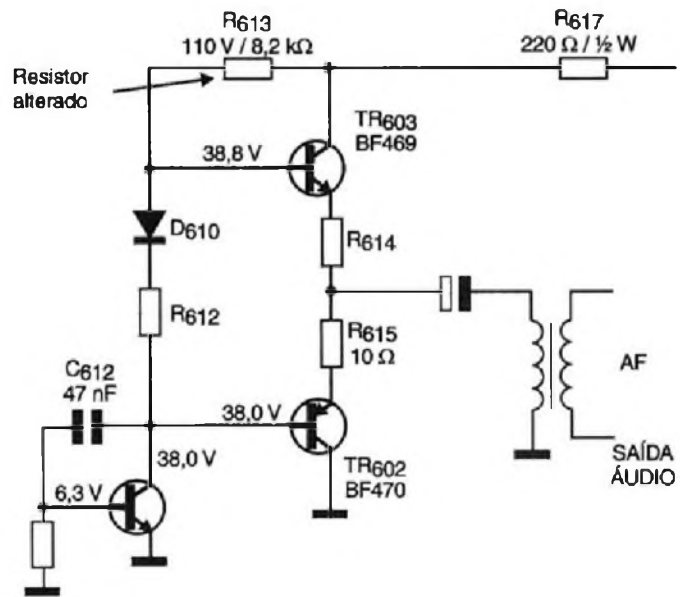 R613
110 V / 8,2 kΩ
R617
220 Ω / ½ W
Resistor
alterado
TR603
BF469
38,8 V
D610
R614
R612
R615
10 Ω
C612
47 nF
AF
38,0 V
38,0 V
TR602
BF470
SAÍDA
ÁUDIO
6,3 V